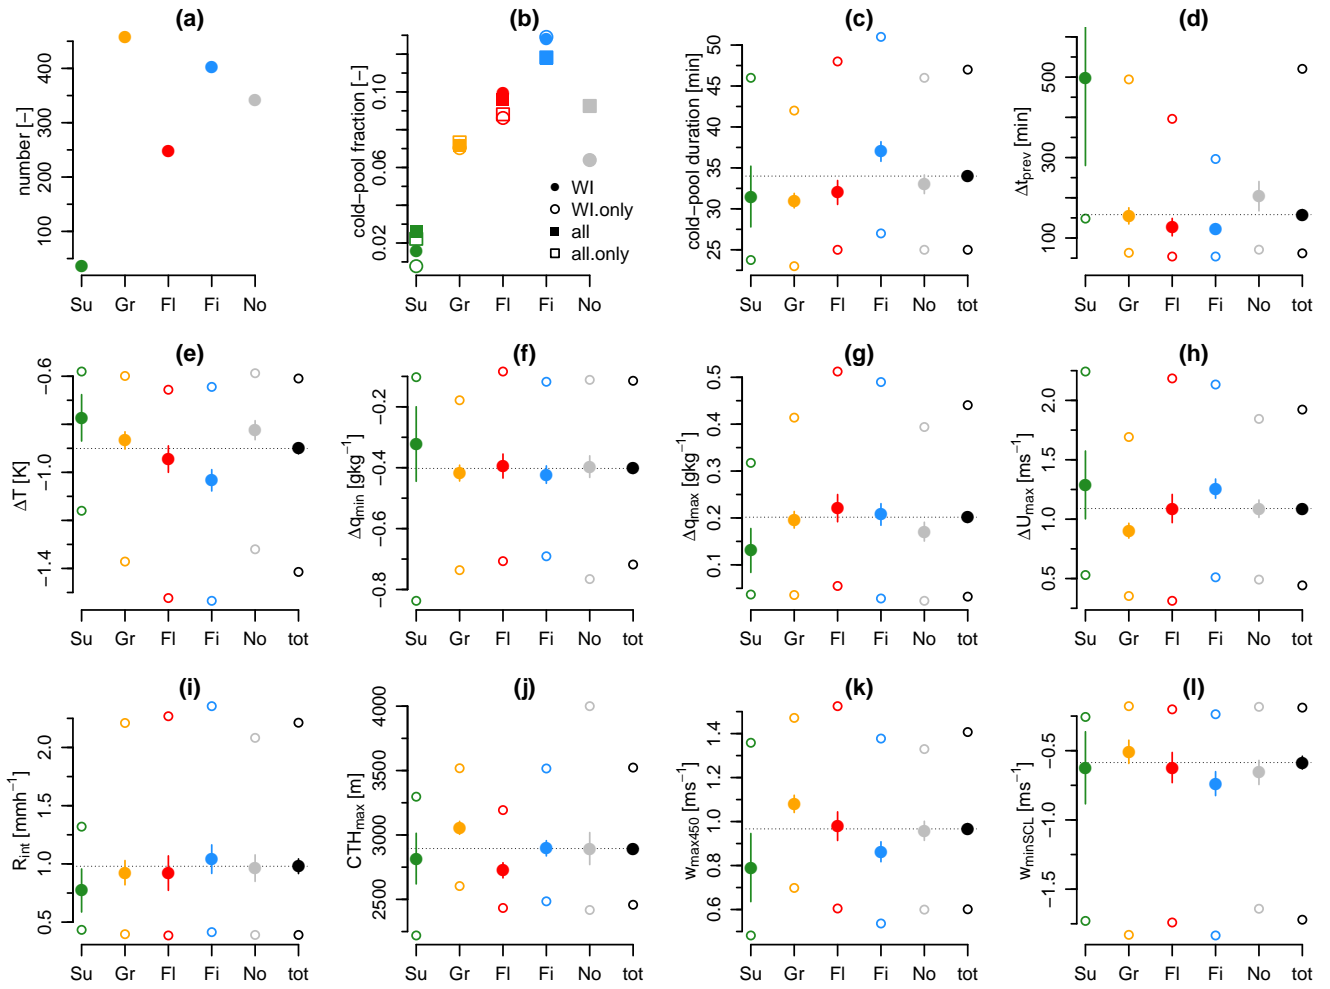 (a)
number [−]
100
200
300
400
Su Gr Fl Fi No
(b)
cold−pool fraction [−]
0.02
0.06
0.10
WI
WI.only
all
all.only
Su Gr Fl Fi No
(c)
cold−pool duration [min]
25
30
35
40
45
50
Su Gr Fl Fi No tot
(d)
Δt_prev [min]
100
300
500
Su Gr Fl Fi No tot
(e)
ΔT [K]
−1.4
−1.0
−0.6
Su Gr Fl Fi No tot
(f)
Δq_min [gkg⁻¹]
−0.8
−0.6
−0.4
−0.2
Su Gr Fl Fi No tot
(g)
Δq_max [gkg⁻¹]
0.1
0.2
0.3
0.4
0.5
Su Gr Fl Fi No tot
(h)
ΔU_max [ms⁻¹]
0.5
1.0
1.5
2.0
Su Gr Fl Fi No tot
(i)
R_int [mmh⁻¹]
0.5
1.0
1.5
2.0
Su Gr Fl Fi No tot
(j)
CTH_max [m]
2500
3000
3500
4000
Su Gr Fl Fi No tot
(k)
w_max450 [ms⁻¹]
0.6
0.8
1.0
1.2
1.4
Su Gr Fl Fi No tot
(l)
w_minSCL [ms⁻¹]
−1.5
−1.0
−0.5
Su Gr Fl Fi No tot